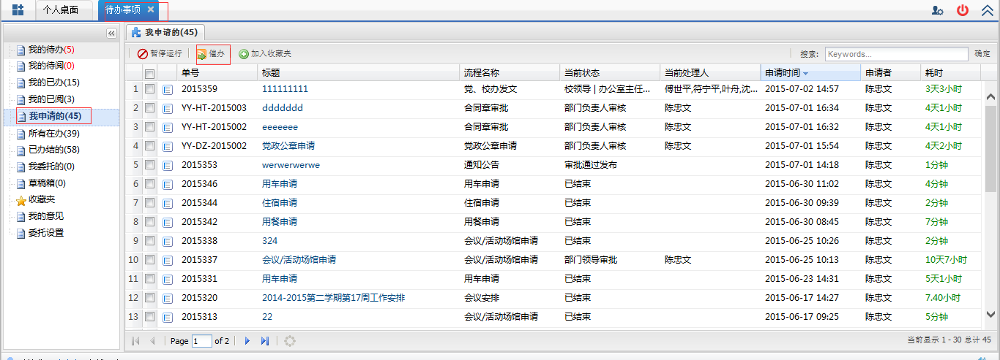 个人桌面 待办事项
我的待办(5)
我的待阅(0)
我的已办(15)
我的已阅(3)
我申请的(45)
所有在办(39)
已办结的(58)
我委托的(0)
草稿箱(0)
收藏夹
我的意见
委托设置
我申请的(45)
暂停运行 催办 加入收藏夹 搜索: Keywords... 确定
单号 标题 流程名称 当前状态 当前处理人 申请时间 申请者 耗时
1 2015359 111111111 党、校办发文 校领导 | 办公室主任... 傅世平,符宁平,叶舟,沈... 2015-07-02 14:57 陈忠文 3天3小时
2 YY-HT-2015003 ddddddd 合同章审批 部门负责人审核 陈忠文 2015-07-01 16:34 陈忠文 4天1小时
3 YY-HT-2015002 eeeeeee 合同章审批 部门负责人审核 陈忠文 2015-07-01 16:32 陈忠文 4天1小时
4 YY-DZ-2015002 党政公章申请 党政公章申请 部门负责人审核 陈忠文 2015-07-01 15:54 陈忠文 4天2小时
5 2015353 werwerwerwe 通知公告 审批通过发布 2015-07-01 14:18 陈忠文 1分钟
6 2015346 用车申请 用车申请 已结束 2015-06-30 11:02 陈忠文 4分钟
7 2015344 住宿申请 住宿申请 已结束 2015-06-30 09:39 陈忠文 2分钟
8 2015342 用餐申请 用餐申请 已结束 2015-06-30 08:45 陈忠文 7分钟
9 2015338 324 会议/活动场馆申请 已结束 2015-06-25 10:26 陈忠文 2分钟
10 2015337 会议/活动场馆申请 会议/活动场馆申请 部门领导审批 陈忠文 2015-06-25 10:13 陈忠文 10天7小时
11 2015331 用车申请 用车申请 已结束 2015-06-23 14:31 陈忠文 5天1小时
12 2015320 2014-2015第二学期第17周工作安排 会议安排 已结束 2015-06-17 14:27 陈忠文 7.40小时
13 2015313 22 会议/活动场馆申请 已结束 2015-06-17 09:25 陈忠文 5分钟
Page 1 of 2 当前显示 1 - 30 总计 45